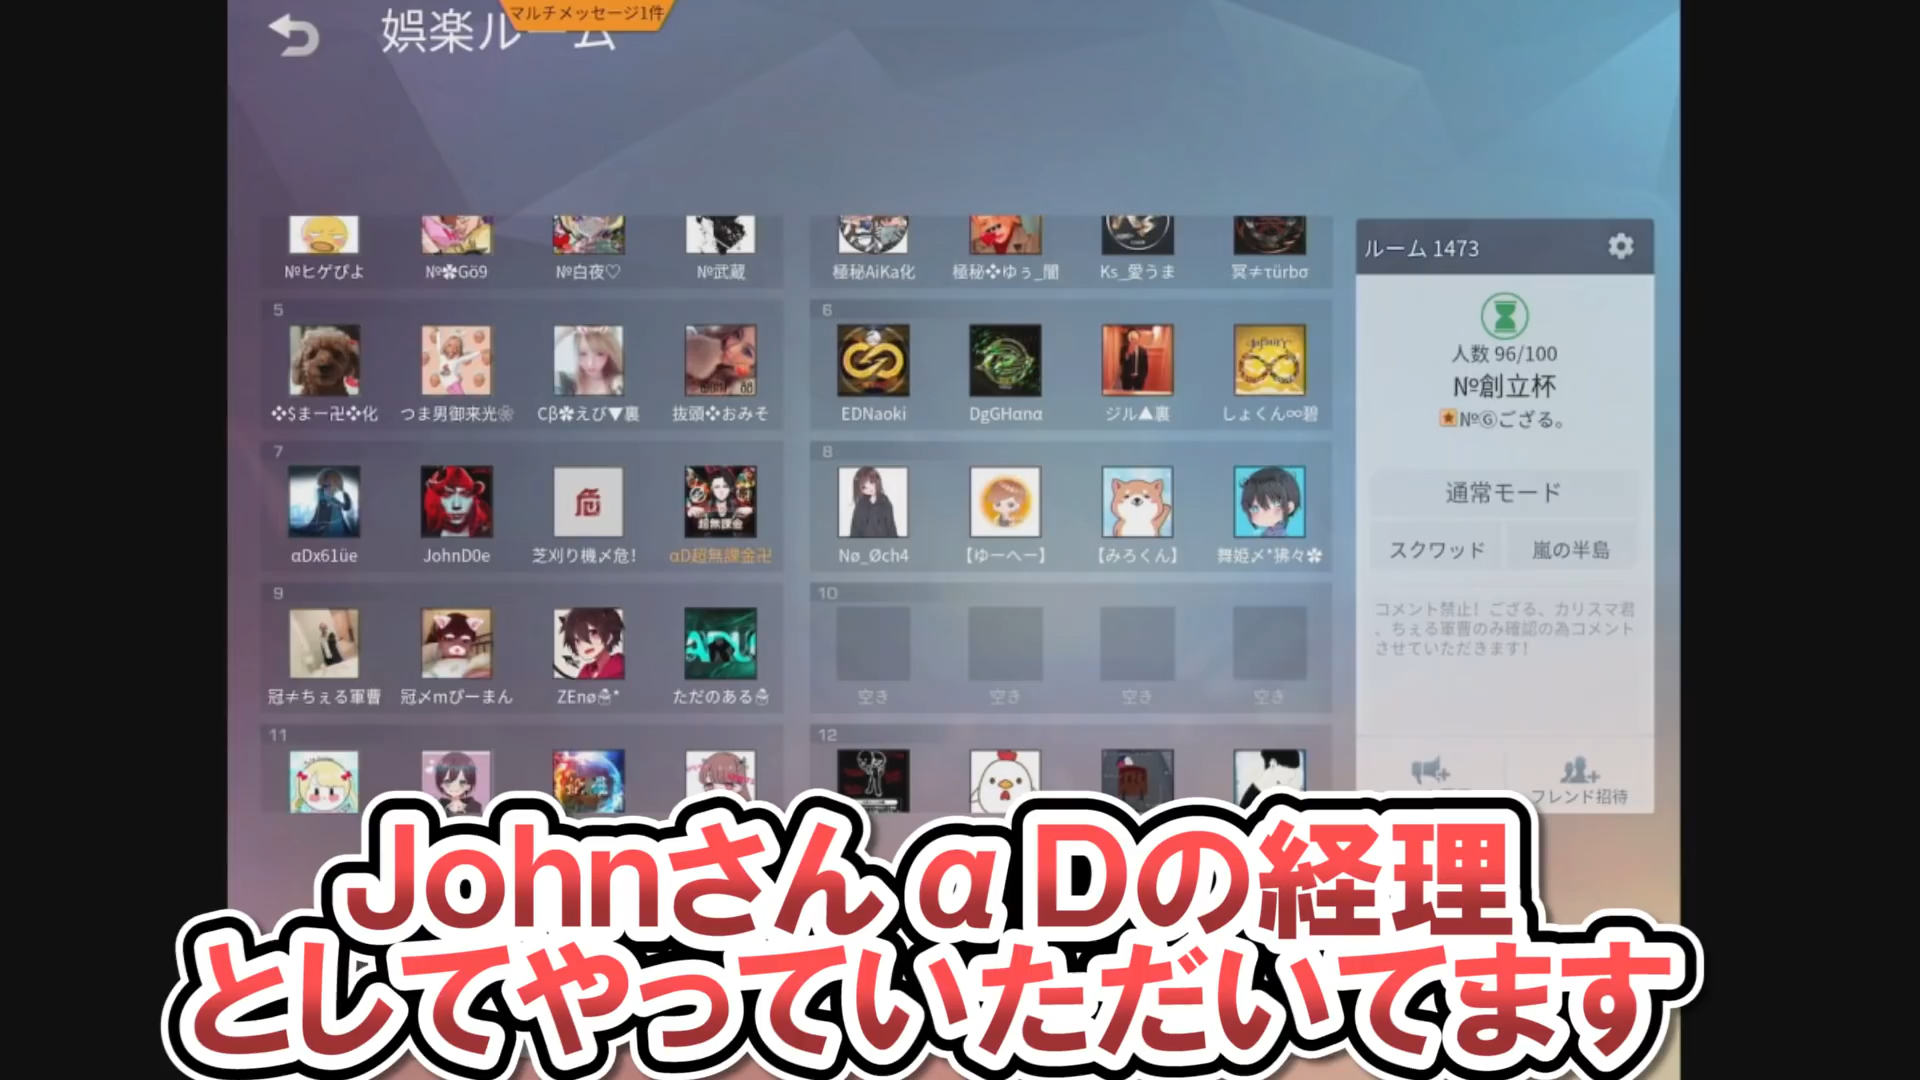 マルチメッセージ1件
娯楽ルーム
№ヒゲぴよ
№✿Gö9
№白夜♡
№武蔵
極秘AiKa化
極秘❖ゆぅ_闇
Ks_愛うま
冥≠τürbσ
ルーム 1473
人数 96/100
№創立杯
№Ⓖござる。
通常モード
スクワッド
嵐の半島
コメント禁止！ござる、カリスマ君
、ちぇる軍曹のみ確認の為コメント
させていただきます！
フレンド招待
5
❖$まー卍❖化
つま男御来光❀
Cβ✿えび▼裏
抜頭❖おみそ
6
EDNaoki
DgGHαnα
ジル▲裏
しょくん∞碧
7
αDx61üe
JohnD0e
危
芝刈り機〆危！
超無課金
αD超無課金卍
8
Nø_Øch4
【ゆーへー】
【みろくん】
舞姫〆*狒々✿
9
冠≠ちぇる軍曹
冠〆mぴーまん
ZEnø☃*
ARU
ただのある☃
10
空き
空き
空き
空き
11
12
JohnさんαDの経理
としてやっていただいてます